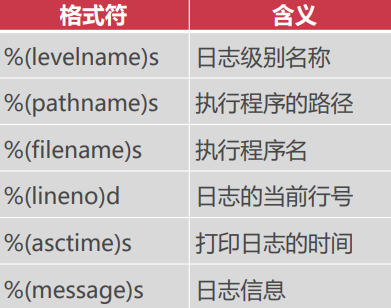 格式符 含义
%(levelname)s 日志级别名称
%(pathname)s 执行程序的路径
%(filename)s 执行程序名
%(lineno)d 日志的当前行号
%(asctime)s 打印日志的时间
%(message)s 日志信息